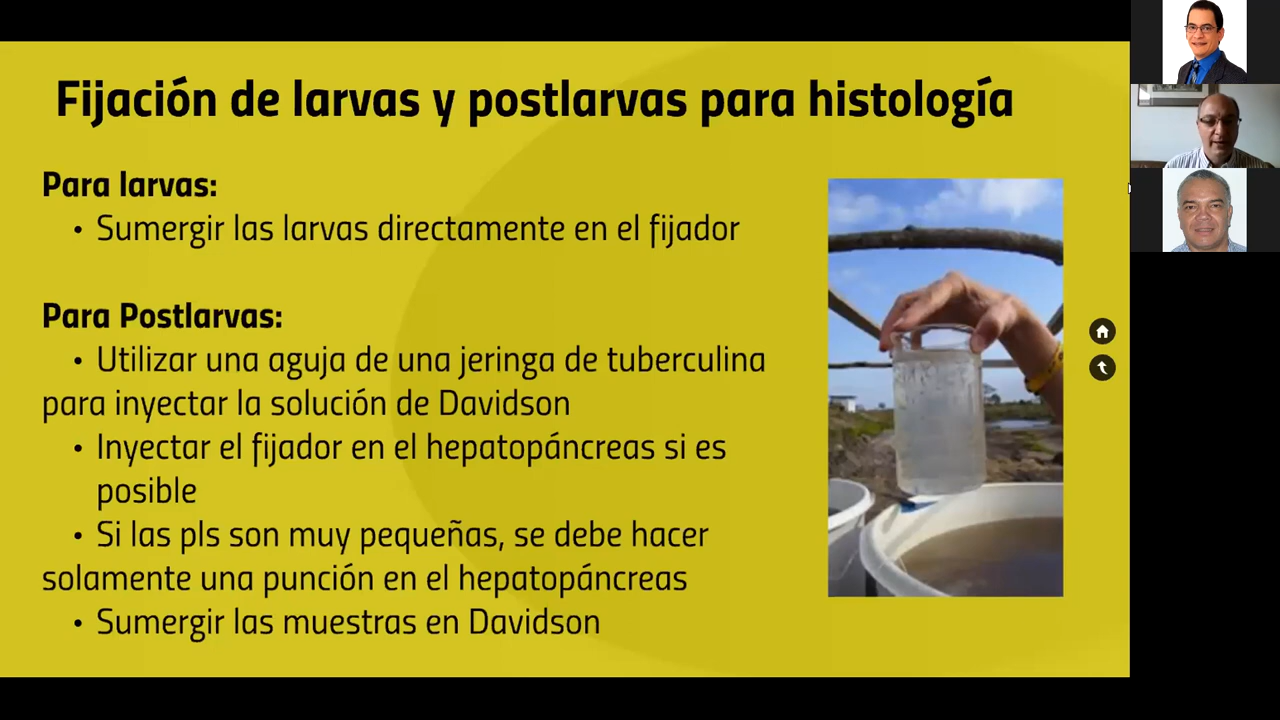 Fijación de larvas y postlarvas para histología
Para larvas:
• Sumergir las larvas directamente en el fijador
Para Postlarvas:
• Utilizar una aguja de una jeringa de tuberculina
para inyectar la solución de Davidson
• Inyectar el fijador en el hepatopáncreas si es
posible
• Si las pls son muy pequeñas, se debe hacer
solamente una punción en el hepatopáncreas
• Sumergir las muestras en Davidson